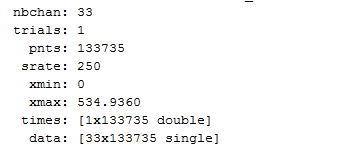 nbchan: 33
trials: 1
pnts: 133735
srate: 250
xmin: 0
xmax: 534.9360
times: [1x133735 double]
data: [33x133735 single]